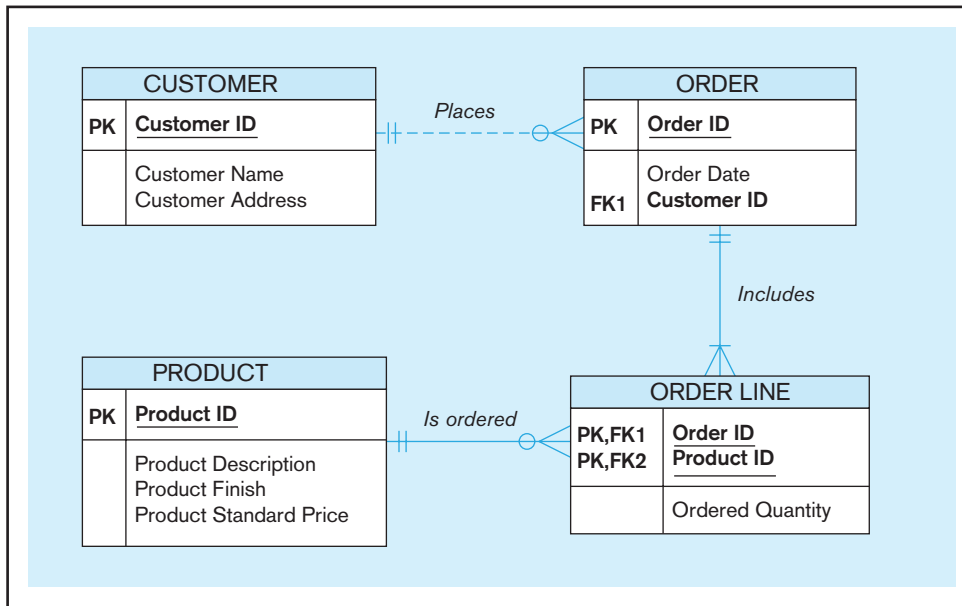 CUSTOMER
PK Customer ID
Customer Name
Customer Address
Places
ORDER
PK Order ID
Order Date
FK1 Customer ID
Includes
PRODUCT
PK Product ID
Product Description
Product Finish
Product Standard Price
Is ordered
ORDER LINE
PK,FK1 Order ID
PK,FK2 Product ID
Ordered Quantity